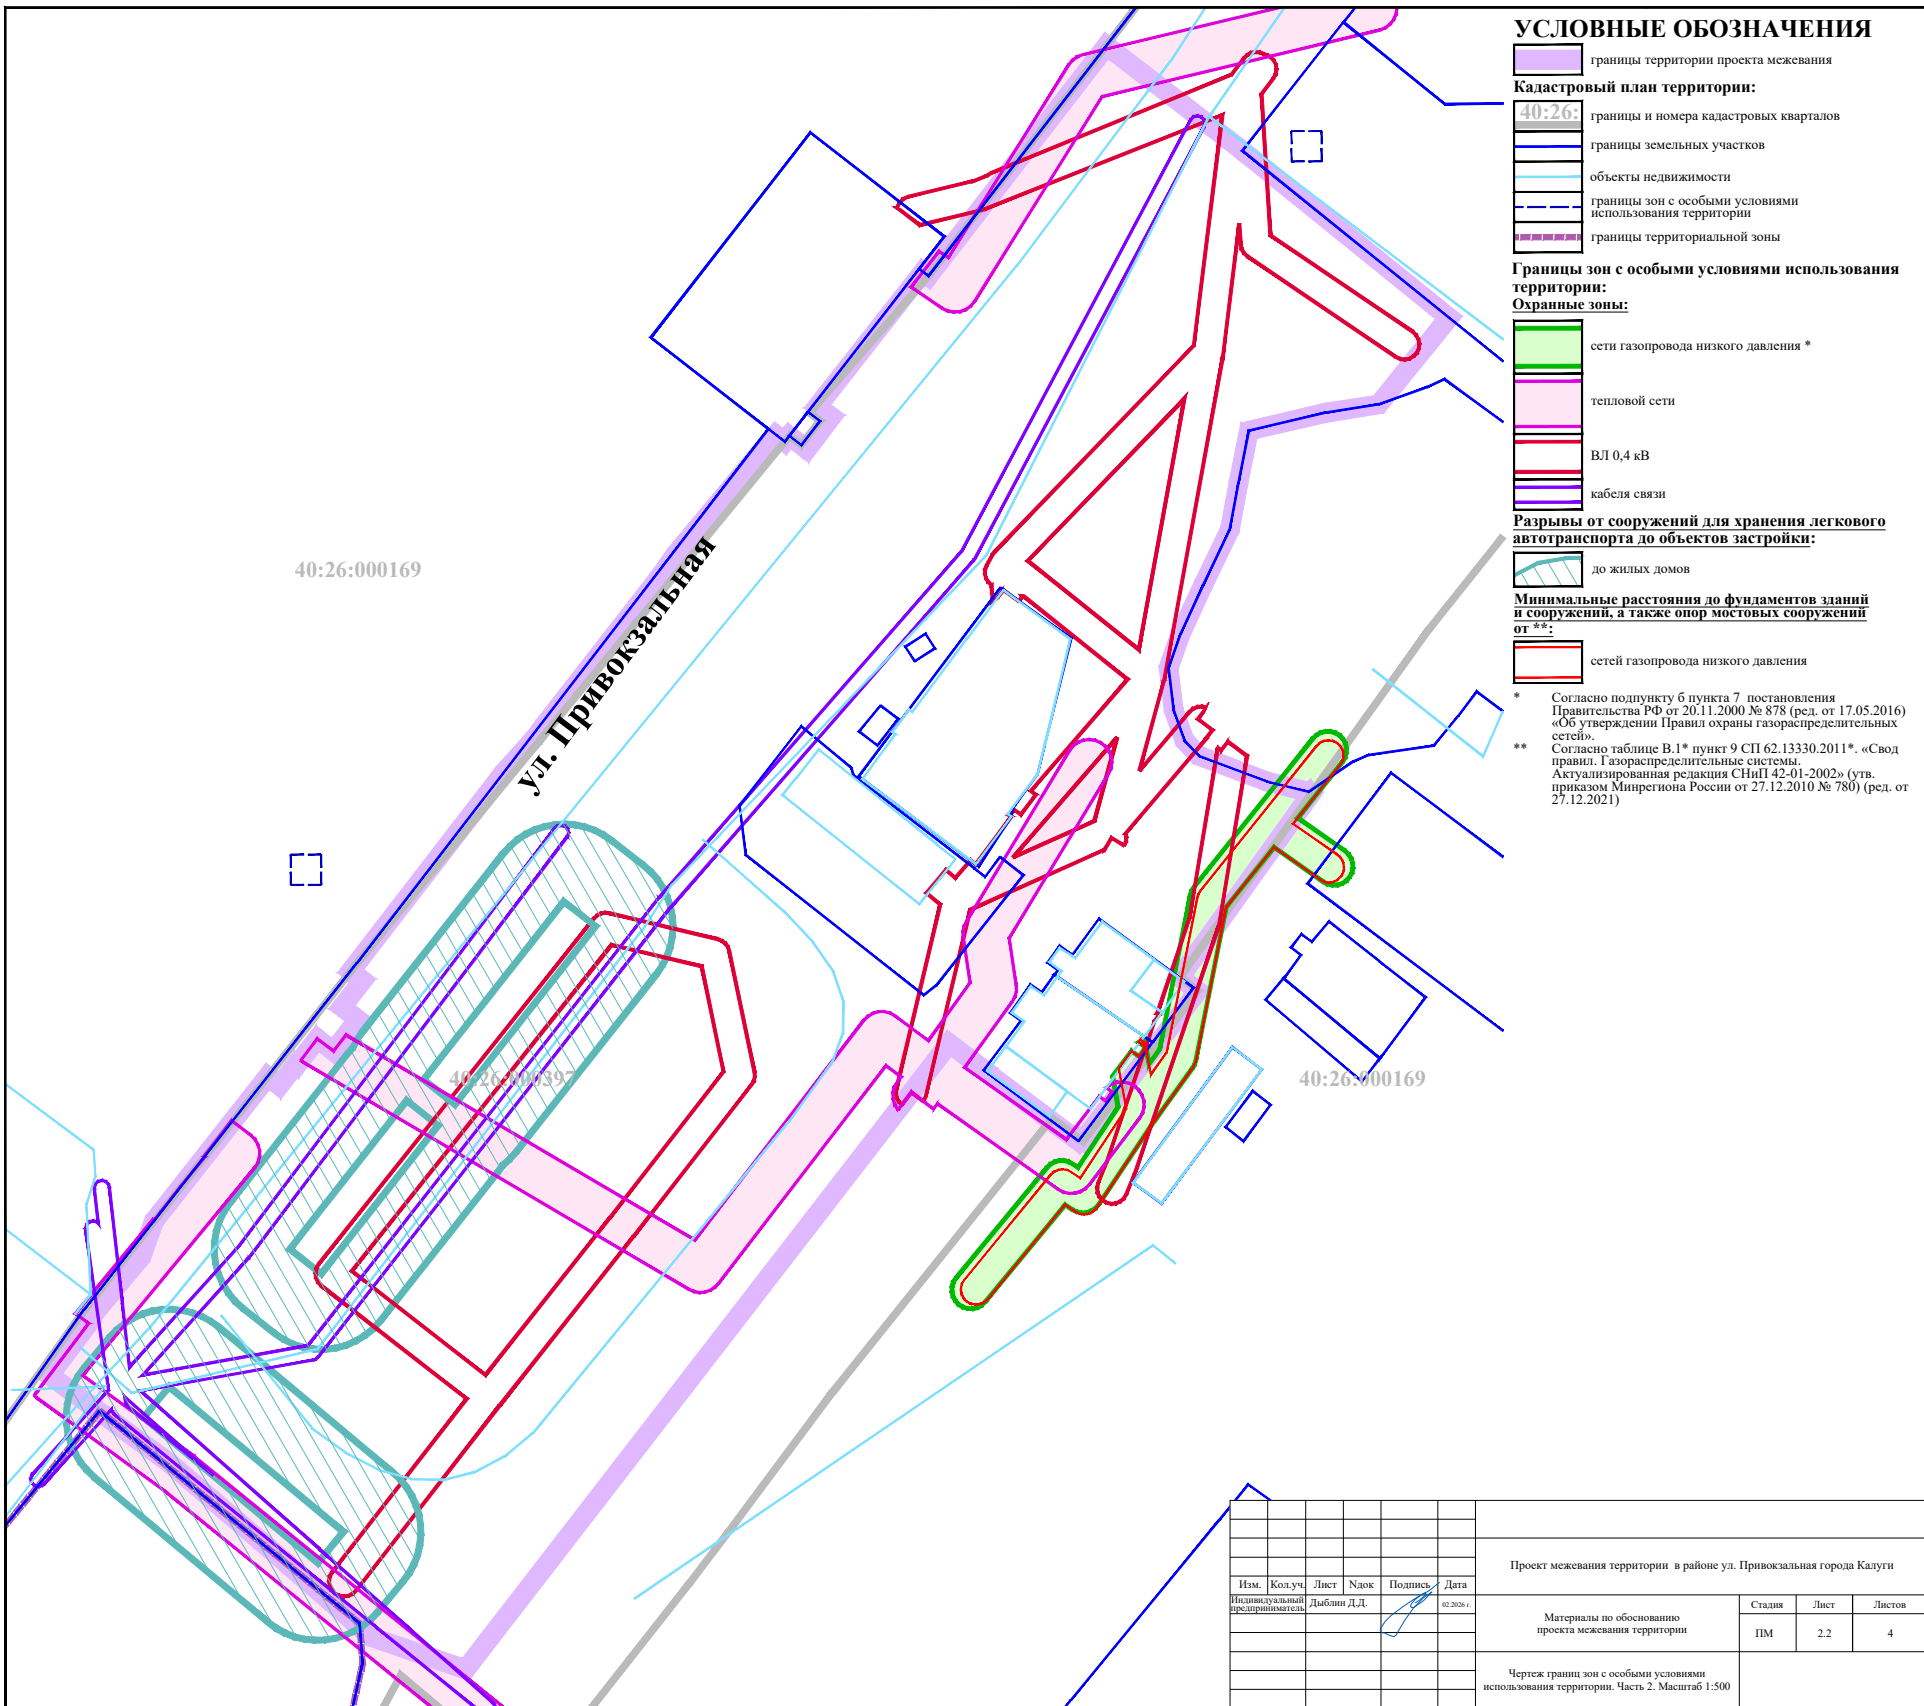 УСЛОВНЫЕ ОБОЗНАЧЕНИЯ
границы территории проекта межевания
Кадастровый план территории:
40:26:
границы и номера кадастровых кварталов
границы земельных участков
объекты недвижимости
границы зон с особыми условиями
использования территории
границы территориальной зоны
Границы зон с особыми условиями использования
территории:
Охранные зоны:
сети газопровода низкого давления *
тепловой сети
ВЛ 0,4 кВ
кабеля связи
Разрывы от сооружений для хранения легкового
автотранспорта до объектов застройки:
до жилых домов
Минимальные расстояния до фундаментов зданий
и сооружений, а также опор мостовых сооружений
от **:
сетей газопровода низкого давления
* Согласно подпункту б пункта 7 постановления
Правительства РФ от 20.11.2000 № 878 (ред. от 17.05.2016)
«Об утверждении Правил охраны газораспределительных
сетей».
** Согласно таблице В.1* пункт 9 СП 62.13330.2011*. «Свод
правил. Газораспределительные системы.
Актуализированная редакция СНиП 42-01-2002» (утв.
приказом Минрегиона России от 27.12.2010 № 780) (ред. от
27.12.2021)
40:26:000169
ул. Привокзальная
40:26:000397
40:26:000169
Проект межевания территории в районе ул. Привокзальная города Калуги
Изм. Кол.уч. Лист Nдок Подпись Дата
Индивидуальный
предприниматель
Дыблин Д.Д.
02.2026 г.
Материалы по обоснованию
проекта межевания территории
Стадия Лист Листов
ПМ 2.2 4
Чертеж границ зон с особыми условиями
использования территории. Часть 2. Масштаб 1:500